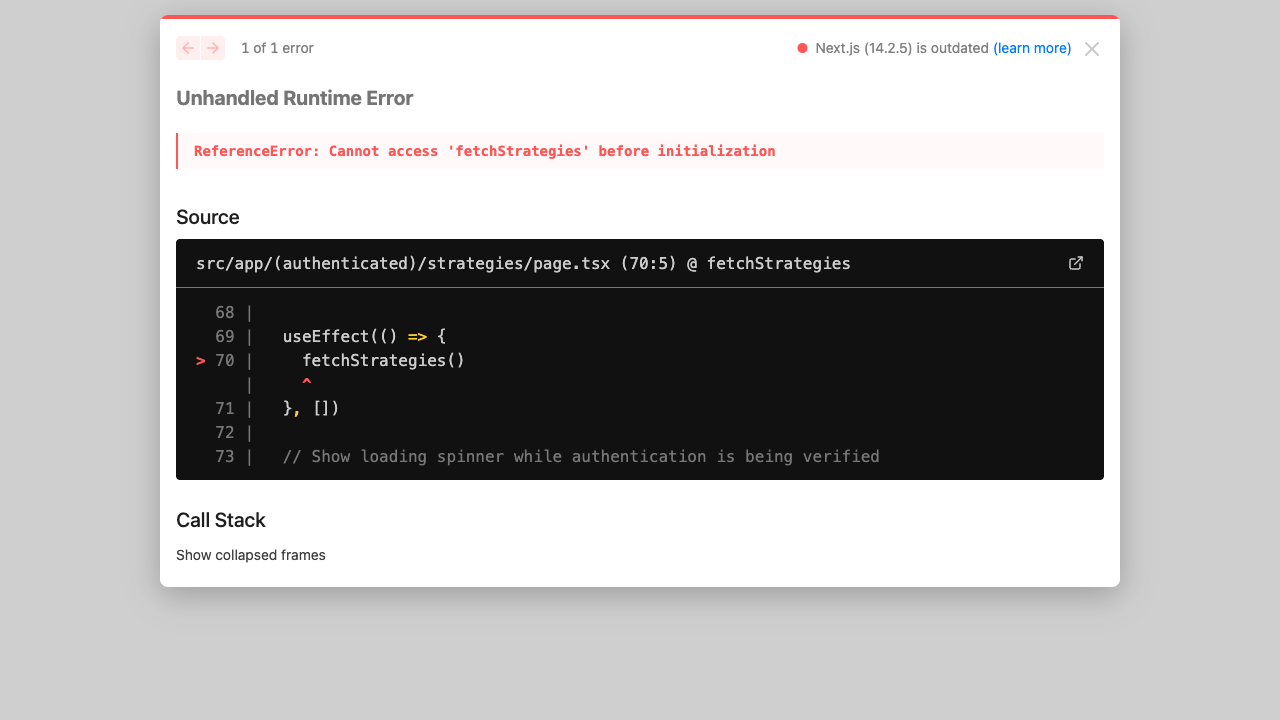 1 of 1 error
Next.js (14.2.5) is outdated (learn more)
Unhandled Runtime Error
ReferenceError: Cannot access 'fetchStrategies' before initialization
Source
src/app/(authenticated)/strategies/page.tsx (70:5) @ fetchStrategies
68 |
69 |   useEffect(() => {
> 70 |     fetchStrategies()
|     ^
71 |   }, [])
72 |
73 |   // Show loading spinner while authentication is being verified
Call Stack
Show collapsed frames